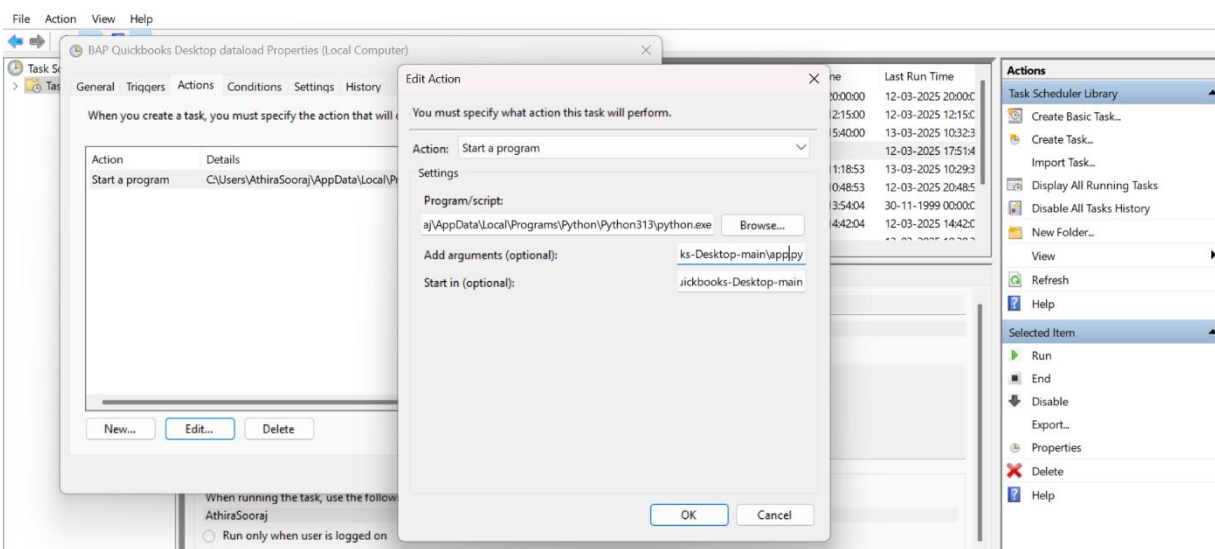 File Action View Help
BAP Quickbooks Desktop dataload Properties (Local Computer)
Task Sc
Tas
General Triggers Actions Conditions Settings History
When you create a task, you must specify the action that will
Action Details
Start a program C:\Users\AthiraSooraj\AppData\Local\Pr
New... Edit... Delete
When running the task, use the follow
AthiraSooraj
Run only when user is logged on
Edit Action
You must specify what action this task will perform.
Action: Start a program
Settings
Program/script:
aj\AppData\Local\Programs\Python\Python313\python.exe Browse...
Add arguments (optional): ks-Desktop-main\app.py
Start in (optional): uickbooks-Desktop-main
OK Cancel
me Last Run Time
20:00:00 12-03-2025 20:00:0
12:15:00 12-03-2025 12:15:0
15:40:00 13-03-2025 10:32:3
12-03-2025 17:51:4
11:18:53 13-03-2025 10:29:3
10:48:53 12-03-2025 20:48:5
13:54:04 30-11-1999 00:00:0
14:42:04 12-03-2025 14:42:0
Actions
Task Scheduler Library
Create Basic Task...
Create Task...
Import Task...
Display All Running Tasks
Disable All Tasks History
New Folder...
View
Refresh
Help
Selected Item
Run
End
Disable
Export...
Properties
Delete
Help